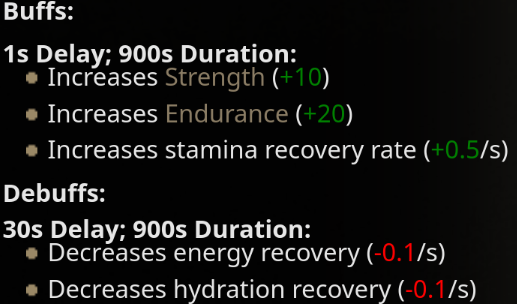 Buffs:
1s Delay; 900s Duration:
Increases Strength (+10)
Increases Endurance (+20)
Increases stamina recovery rate (+0.5/s)
Debuffs:
30s Delay; 900s Duration:
Decreases energy recovery (-0.1/s)
Decreases hydration recovery (-0.1/s)